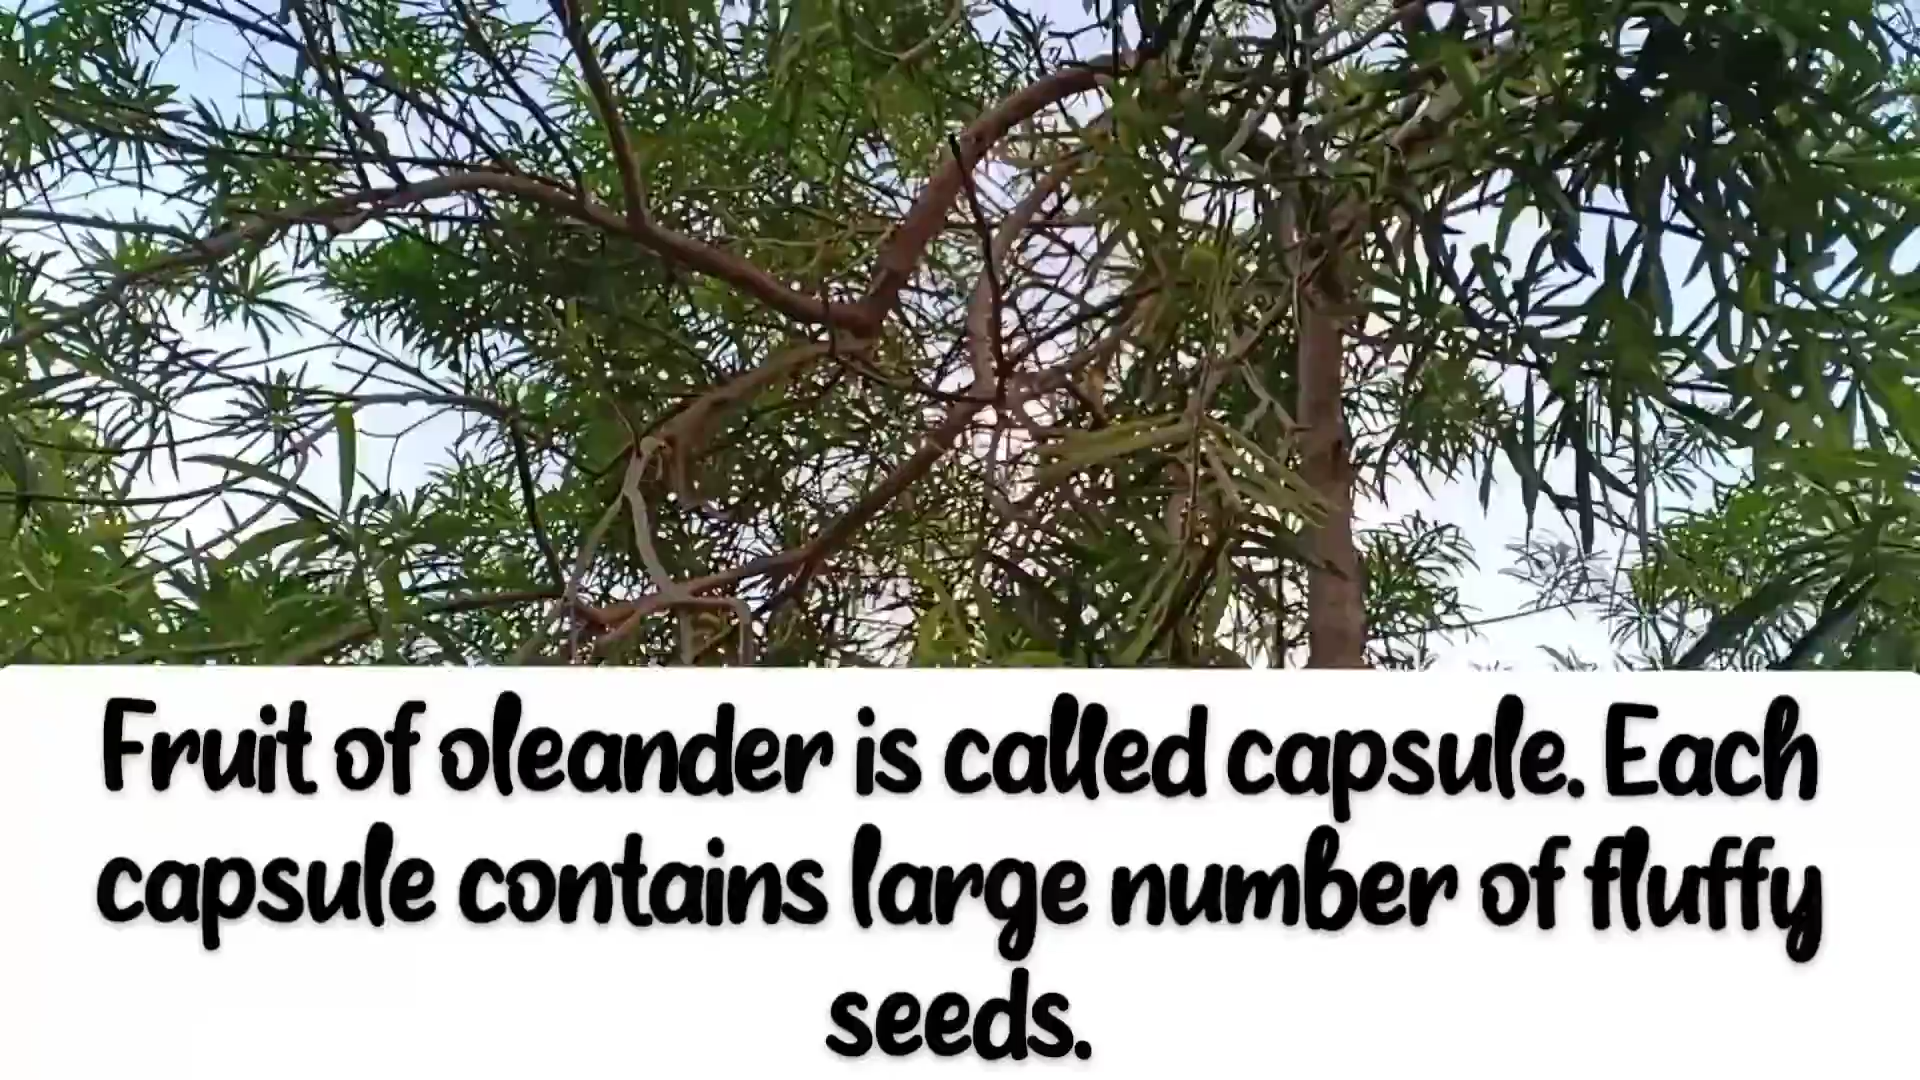 Fruit of oleander is called capsule. Each
capsule contains large number of fluffy
seeds.